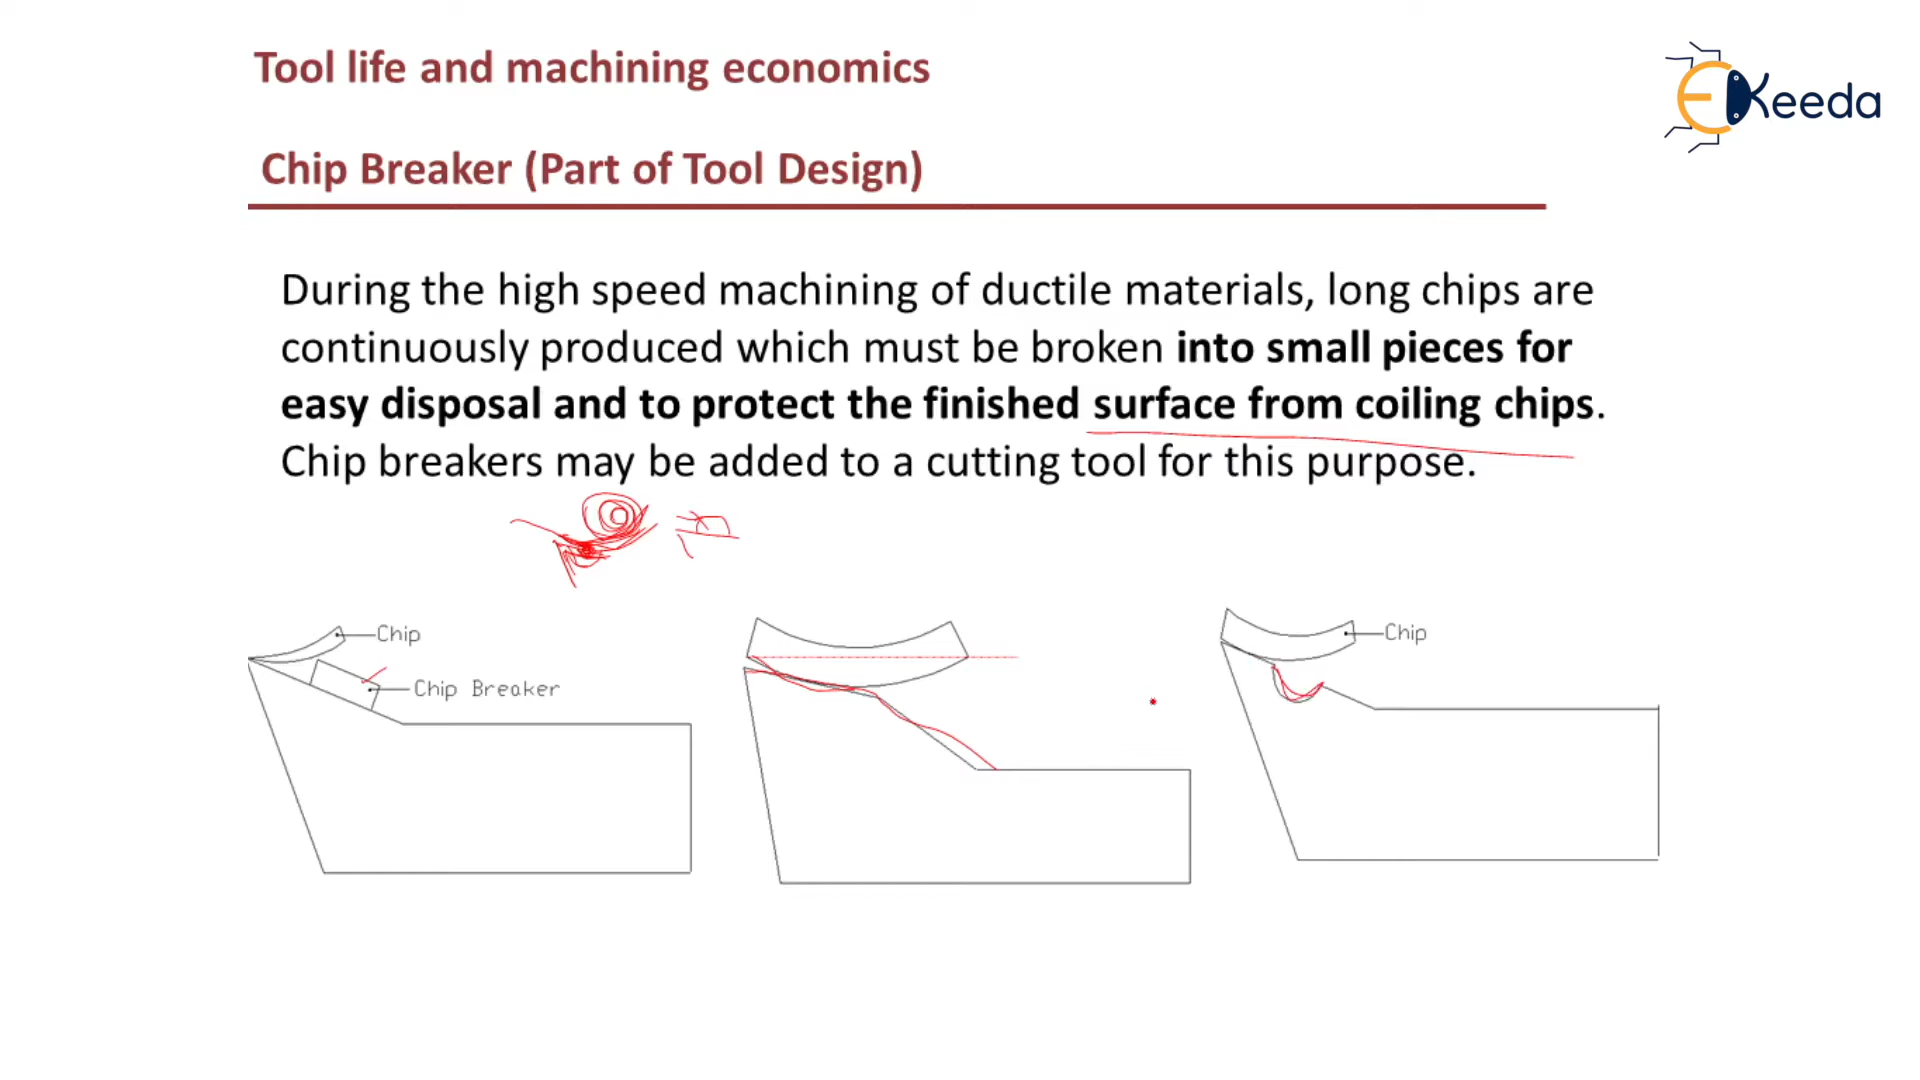 Tool life and machining economics
EKeeda
Chip Breaker (Part of Tool Design)
During the high speed machining of ductile materials, long chips are
continuously produced which must be broken into small pieces for
easy disposal and to protect the finished surface from coiling chips.
Chip breakers may be added to a cutting tool for this purpose.
Chip
Chip Breaker
Chip